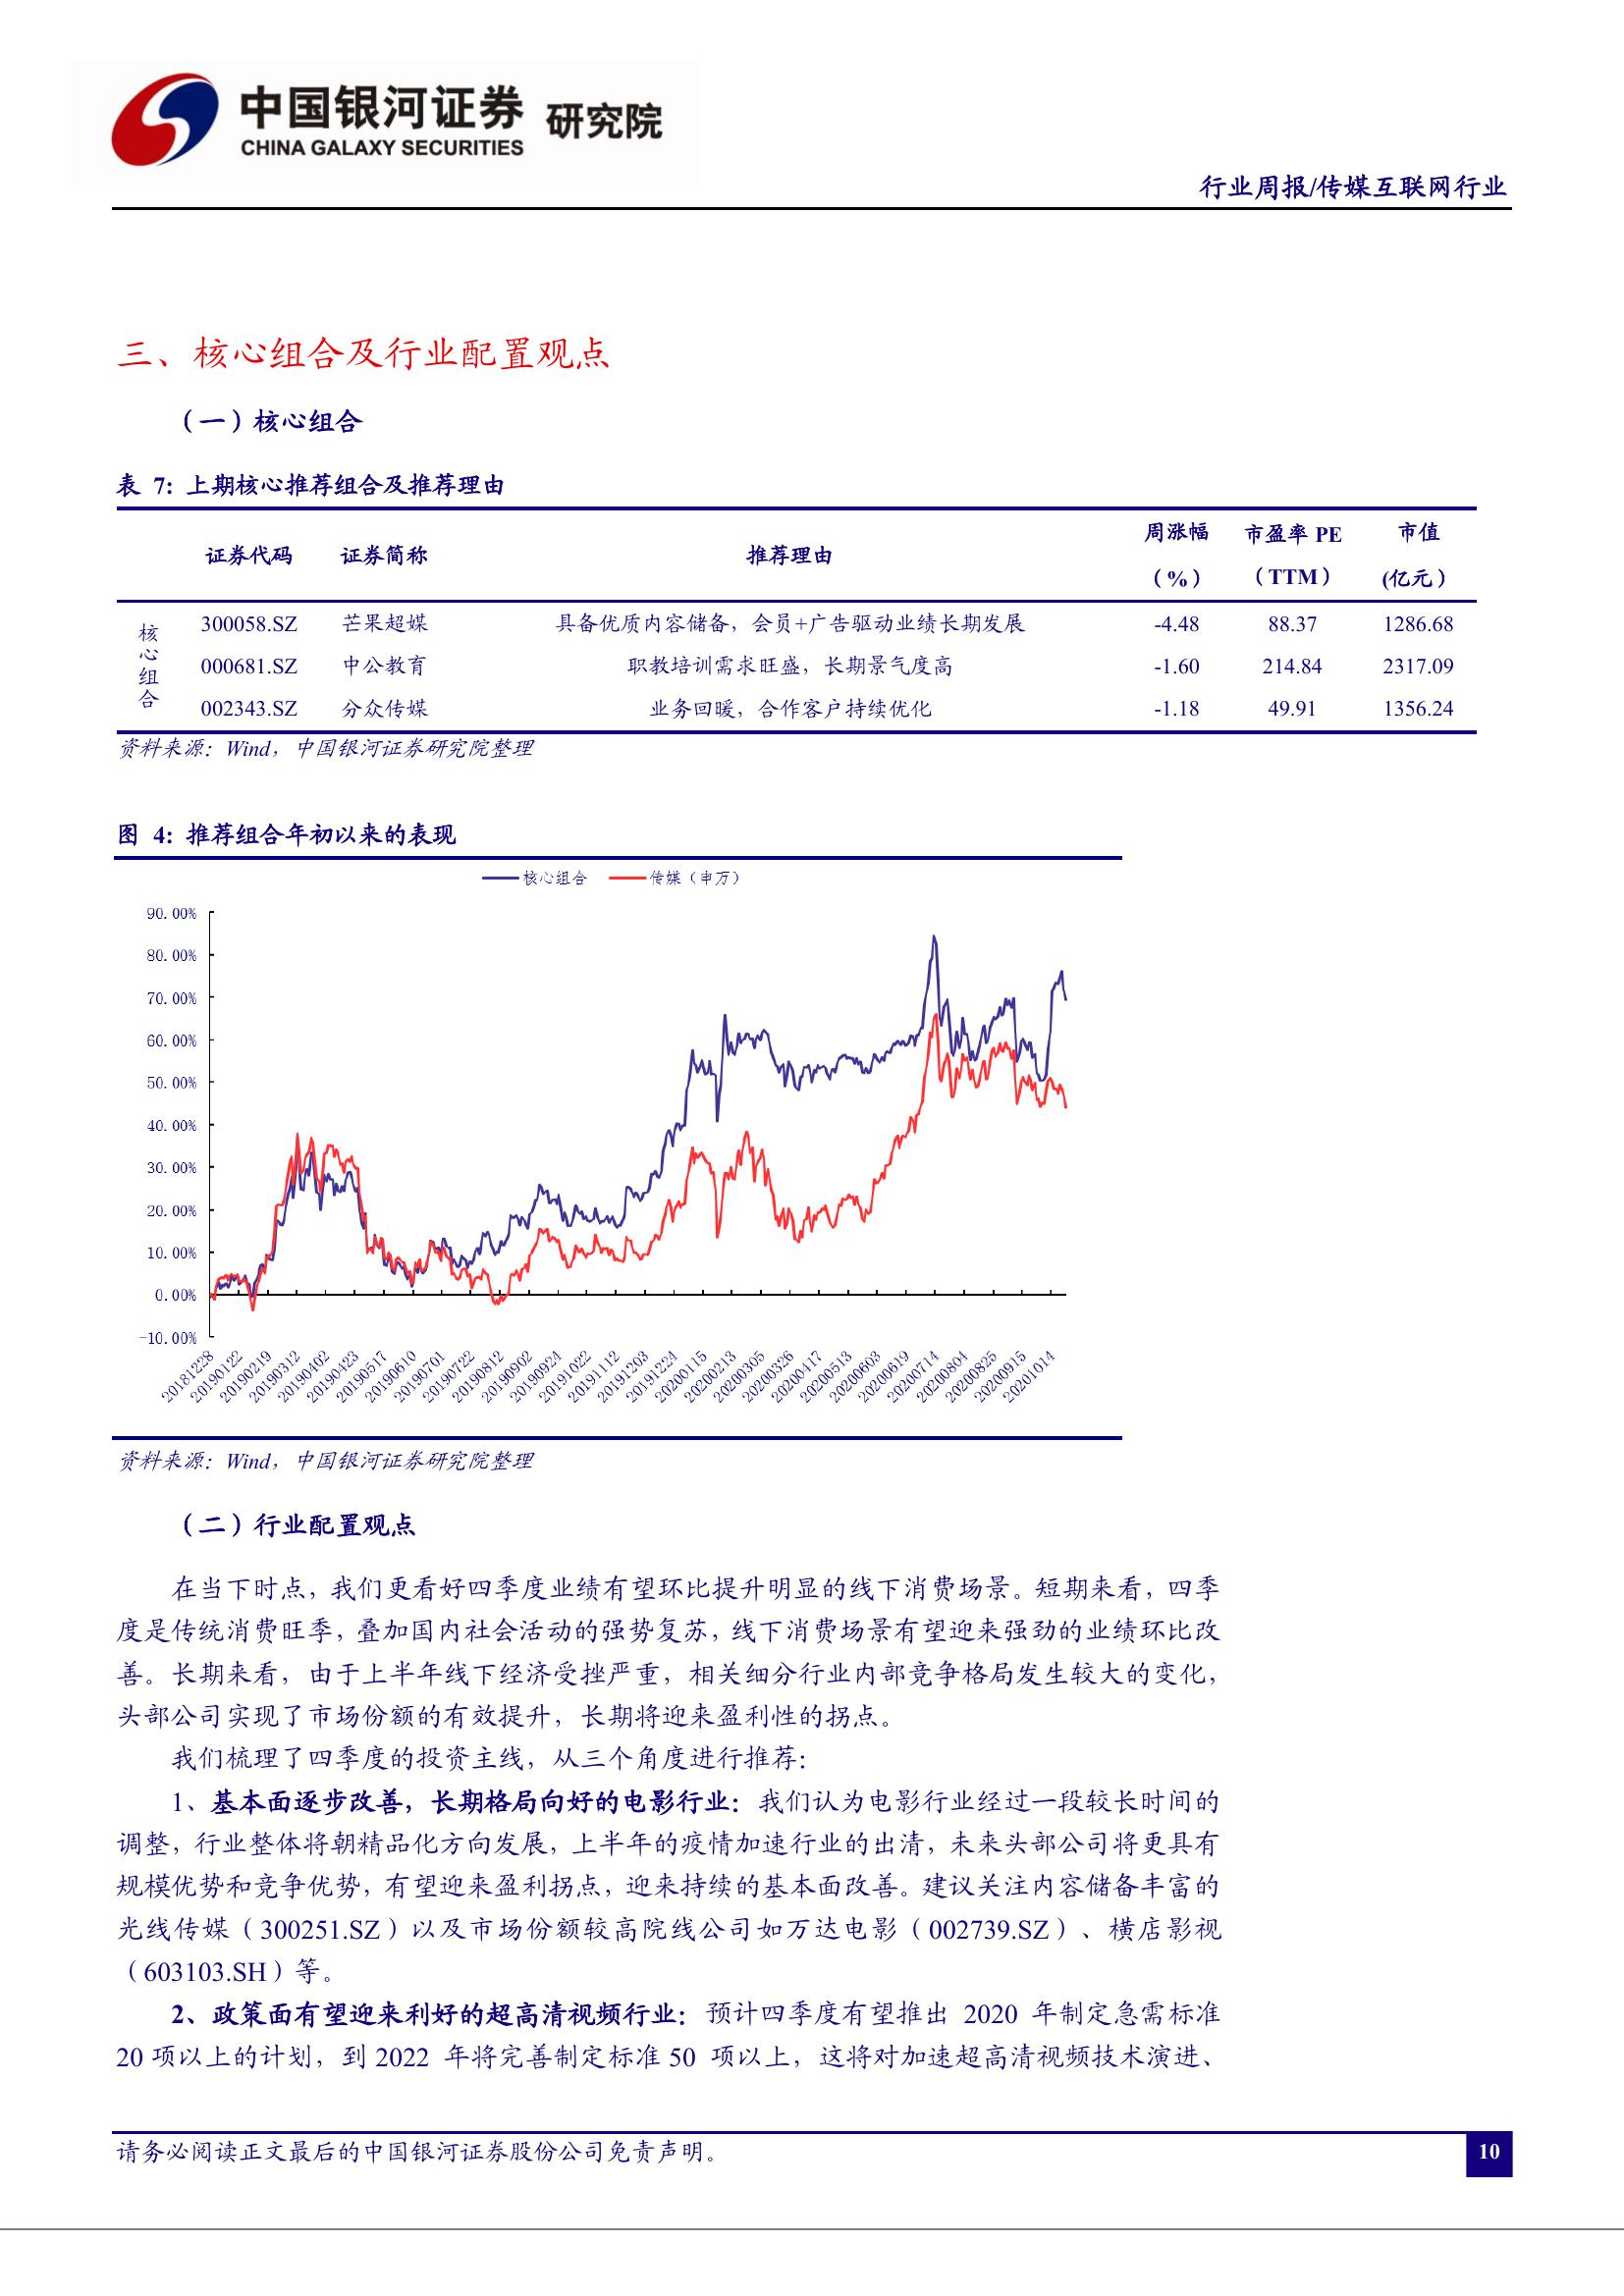 中国银河证券 研究院
CHINA GALAXY SECURITIES
行业周报/传媒互联网行业
三、核心组合及行业配置观点
（一）核心组合
表 7: 上期核心推荐组合及推荐理由
证券代码 证券简称 推荐理由 周涨幅（%） 市盈率 PE（TTM） 市值(亿元）
核心组合
300058.SZ 芒果超媒 具备优质内容储备，会员+广告驱动业绩长期发展 -4.48 88.37 1286.68
000681.SZ 中公教育 职教培训需求旺盛，长期景气度高 -1.60 214.84 2317.09
002343.SZ 分众传媒 业务回暖，合作客户持续优化 -1.18 49.91 1356.24
资料来源：Wind，中国银河证券研究院整理
图 4: 推荐组合年初以来的表现
核心组合 传媒（申万）
90.00%
80.00%
70.00%
60.00%
50.00%
40.00%
30.00%
20.00%
10.00%
0.00%
-10.00%
20181228 20190122 20190219 20190312 20190402 20190423 20190517 20190610 20190701 20190722 20190812 20190902 20190924 20191022 20191112 20191203 20191224 20200115 20200213 20200305 20200326 20200417 20200513 20200603 20200619 20200714 20200804 20200825 20200915 20201014
资料来源：Wind，中国银河证券研究院整理
（二）行业配置观点
在当下时点，我们更看好四季度业绩有望环比提升明显的线下消费场景。短期来看，四季
度是传统消费旺季，叠加国内社会活动的强势复苏，线下消费场景有望迎来强劲的业绩环比改
善。长期来看，由于上半年线下经济受挫严重，相关细分行业内部竞争格局发生较大的变化，
头部公司实现了市场份额的有效提升，长期将迎来盈利性的拐点。
我们梳理了四季度的投资主线，从三个角度进行推荐：
1、基本面逐步改善，长期格局向好的电影行业：我们认为电影行业经过一段较长时间的
调整，行业整体将朝精品化方向发展，上半年的疫情加速行业的出清，未来头部公司将更具有
规模优势和竞争优势，有望迎来盈利拐点，迎来持续的基本面改善。建议关注内容储备丰富的
光线传媒（300251.SZ）以及市场份额较高院线公司如万达电影（002739.SZ）、横店影视
（603103.SH）等。
2、政策面有望迎来利好的超高清视频行业：预计四季度有望推出 2020 年制定急需标准
20 项以上的计划，到 2022 年将完善制定标准 50 项以上，这将对加速超高清视频技术演进、
请务必阅读正文最后的中国银河证券股份公司免责声明。
10